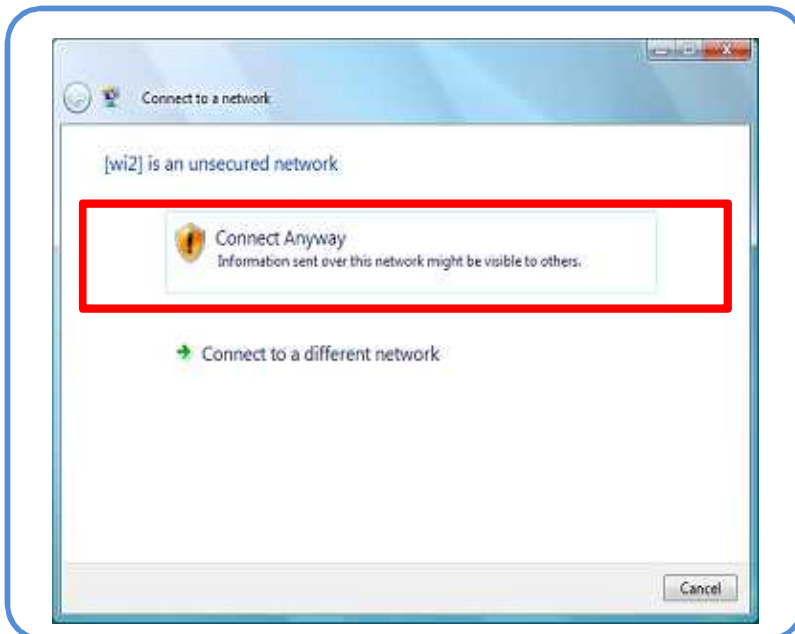 Connect to a network
[wi2] is an unsecured network
Connect Anyway
Information sent over this network might be visible to others.
Connect to a different network
Cancel